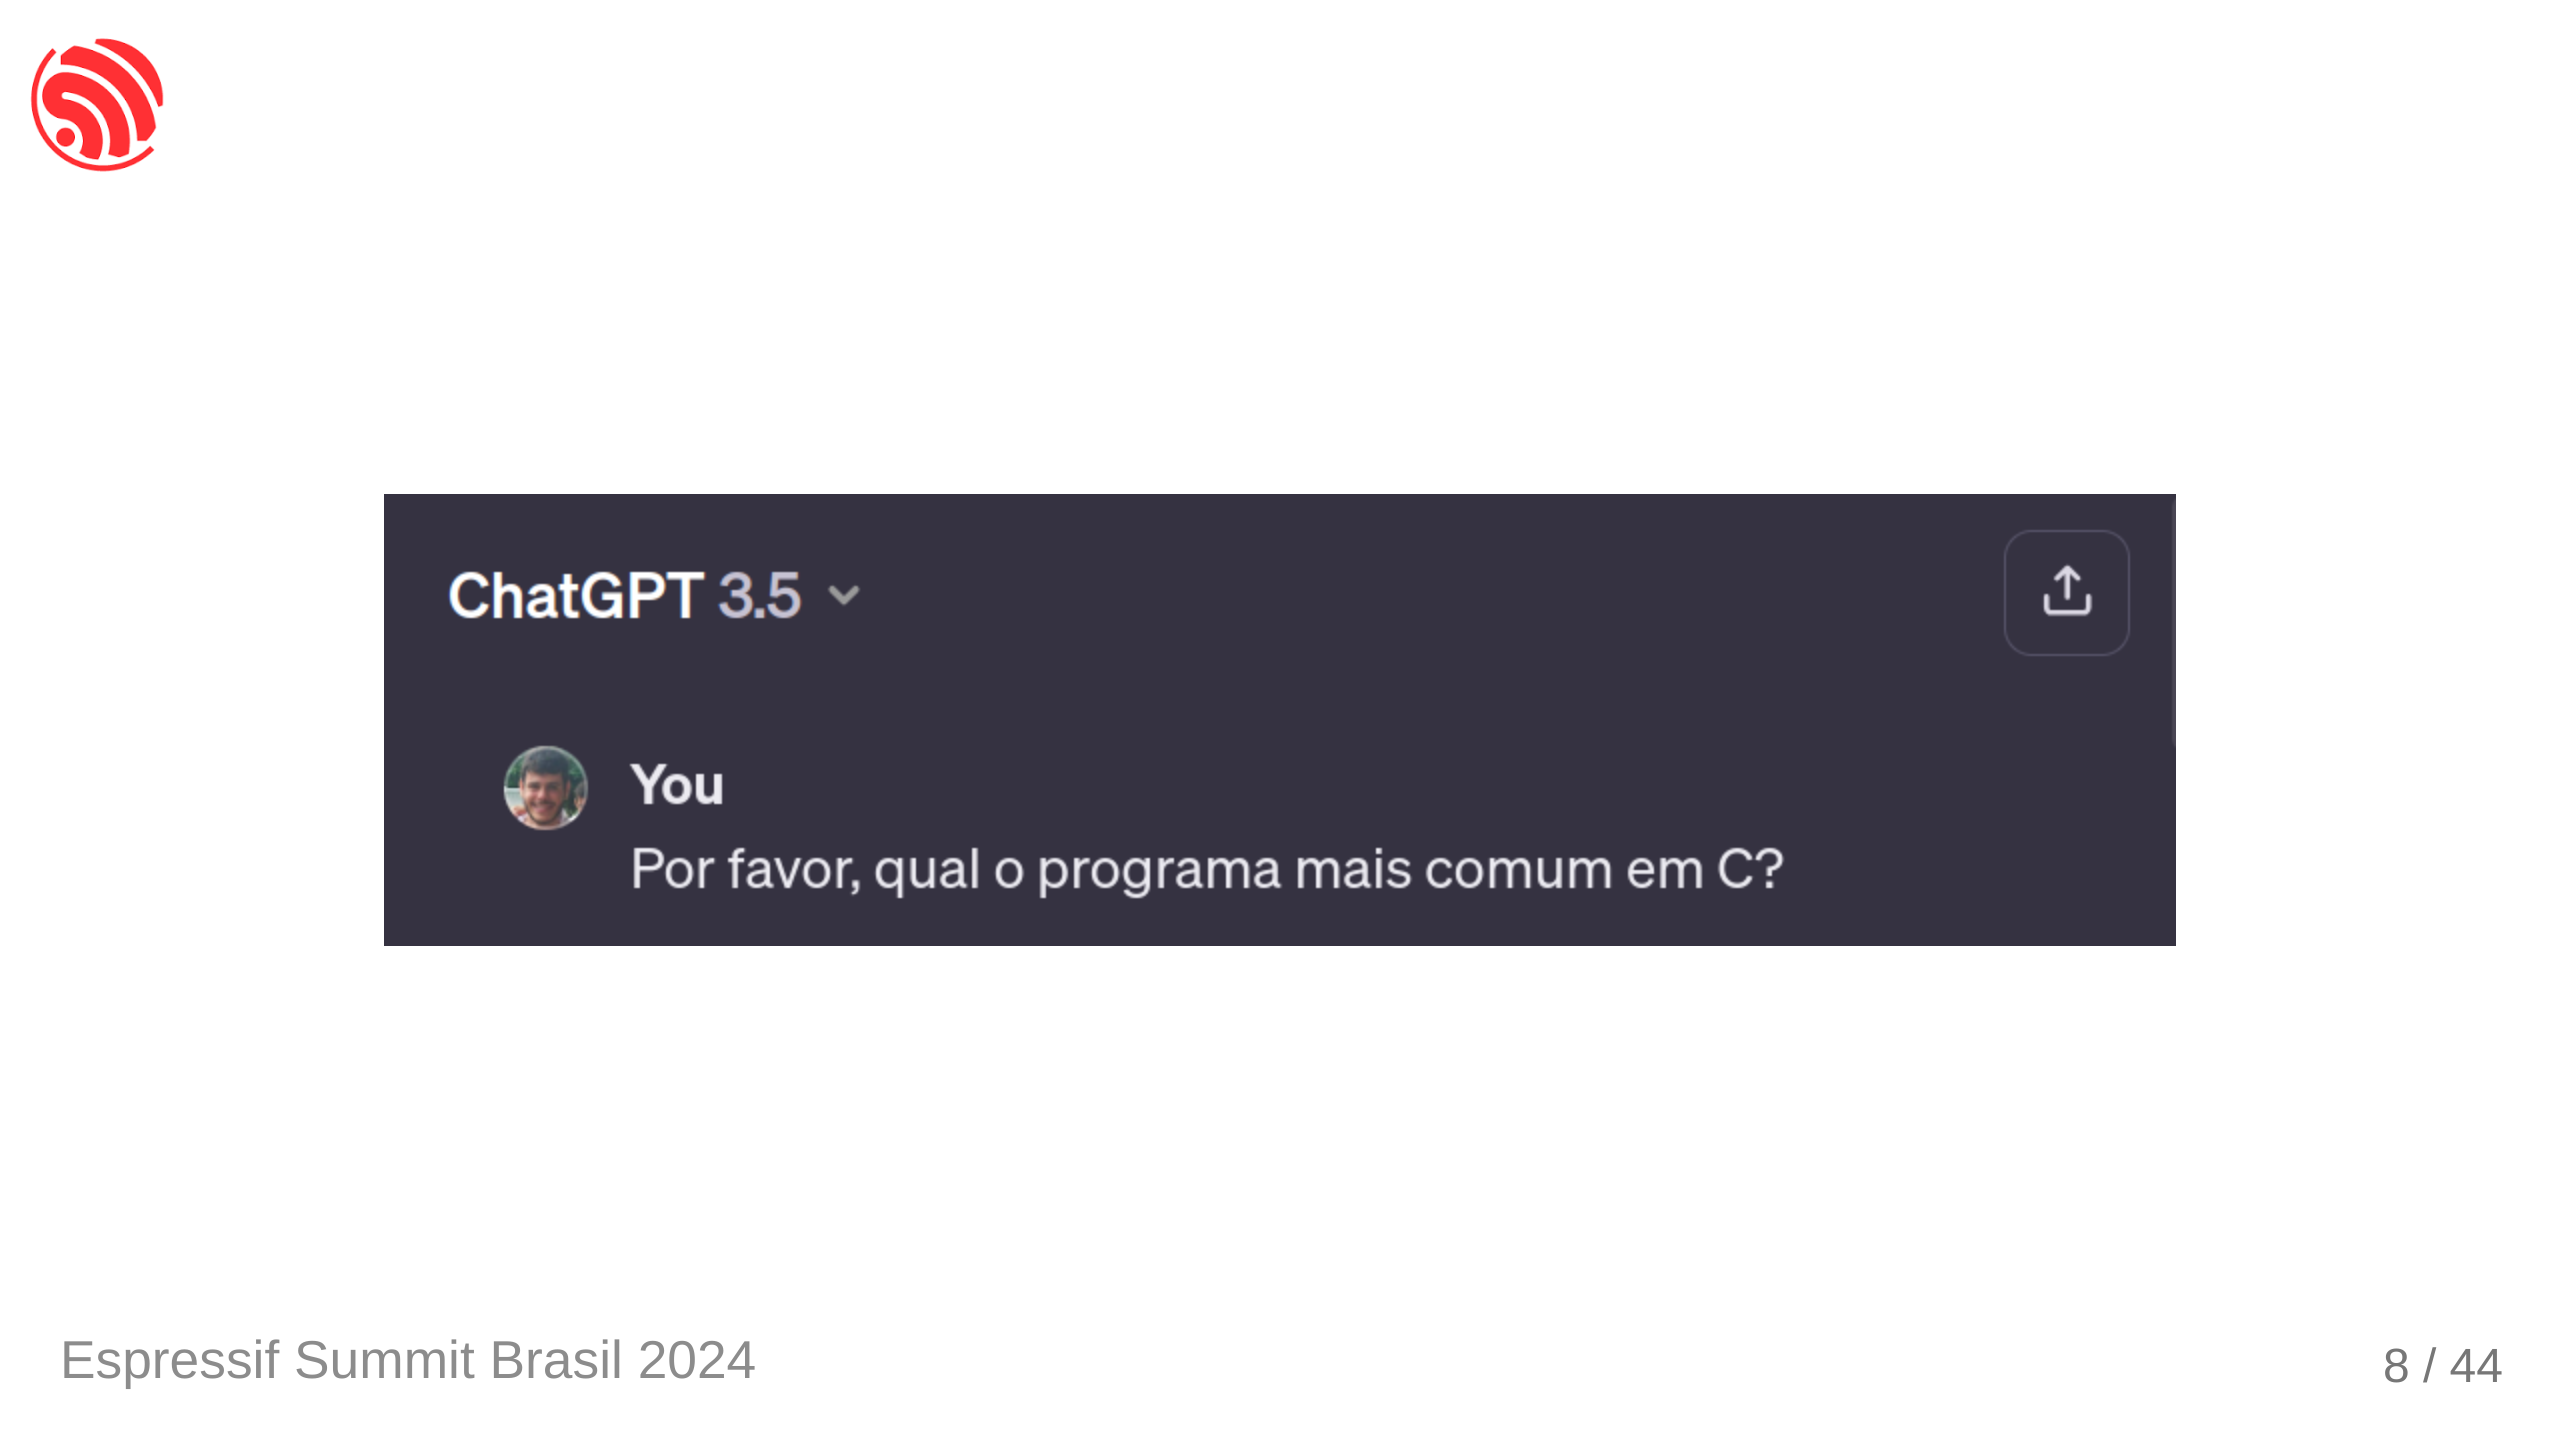 ChatGPT 3.5
You
Por favor, qual o programa mais comum em C?
Espressif Summit Brasil 2024
8 / 44